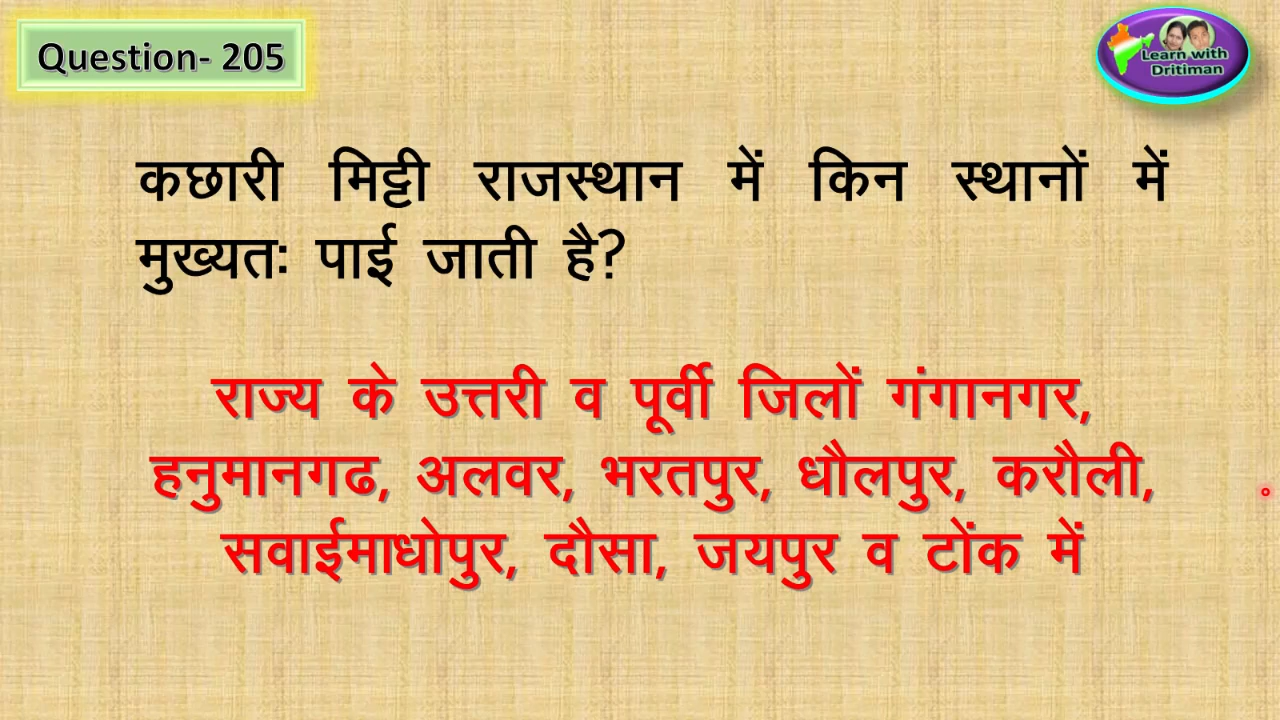 Question- 205
Learn with
Dritiman
कछारी मिट्टी राजस्थान में किन स्थानों में
मुख्यतः पाई जाती है?
राज्य के उत्तरी व पूर्वी जिलों गंगानगर,
हनुमानगढ, अलवर, भरतपुर, धौलपुर, करौली,
सवाईमाधोपुर, दौसा, जयपुर व टोंक में